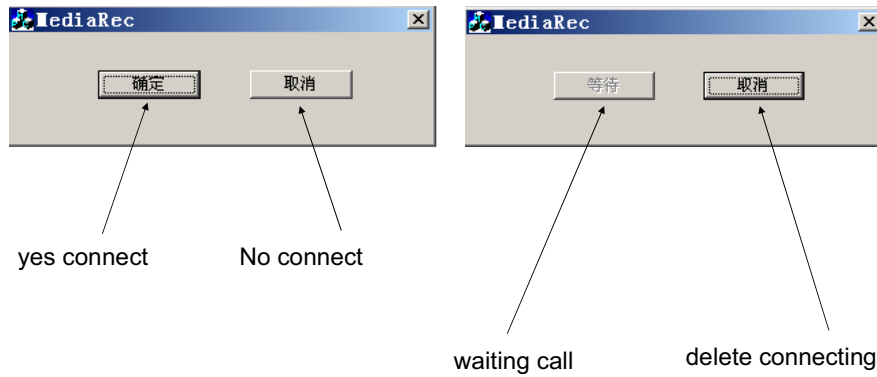 MediaRec
确定
取消
yes connect
No connect
MediaRec
等待
取消
waiting call
delete connecting